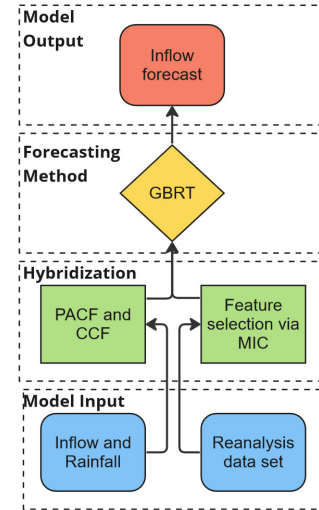 Model
Output
Inflow
forecast
Forecasting
Method
GBRT
Hybridization
PACF and
CCF
Feature
selection via
MIC
Model Input
Inflow and
Rainfall
Reanalysis
data set